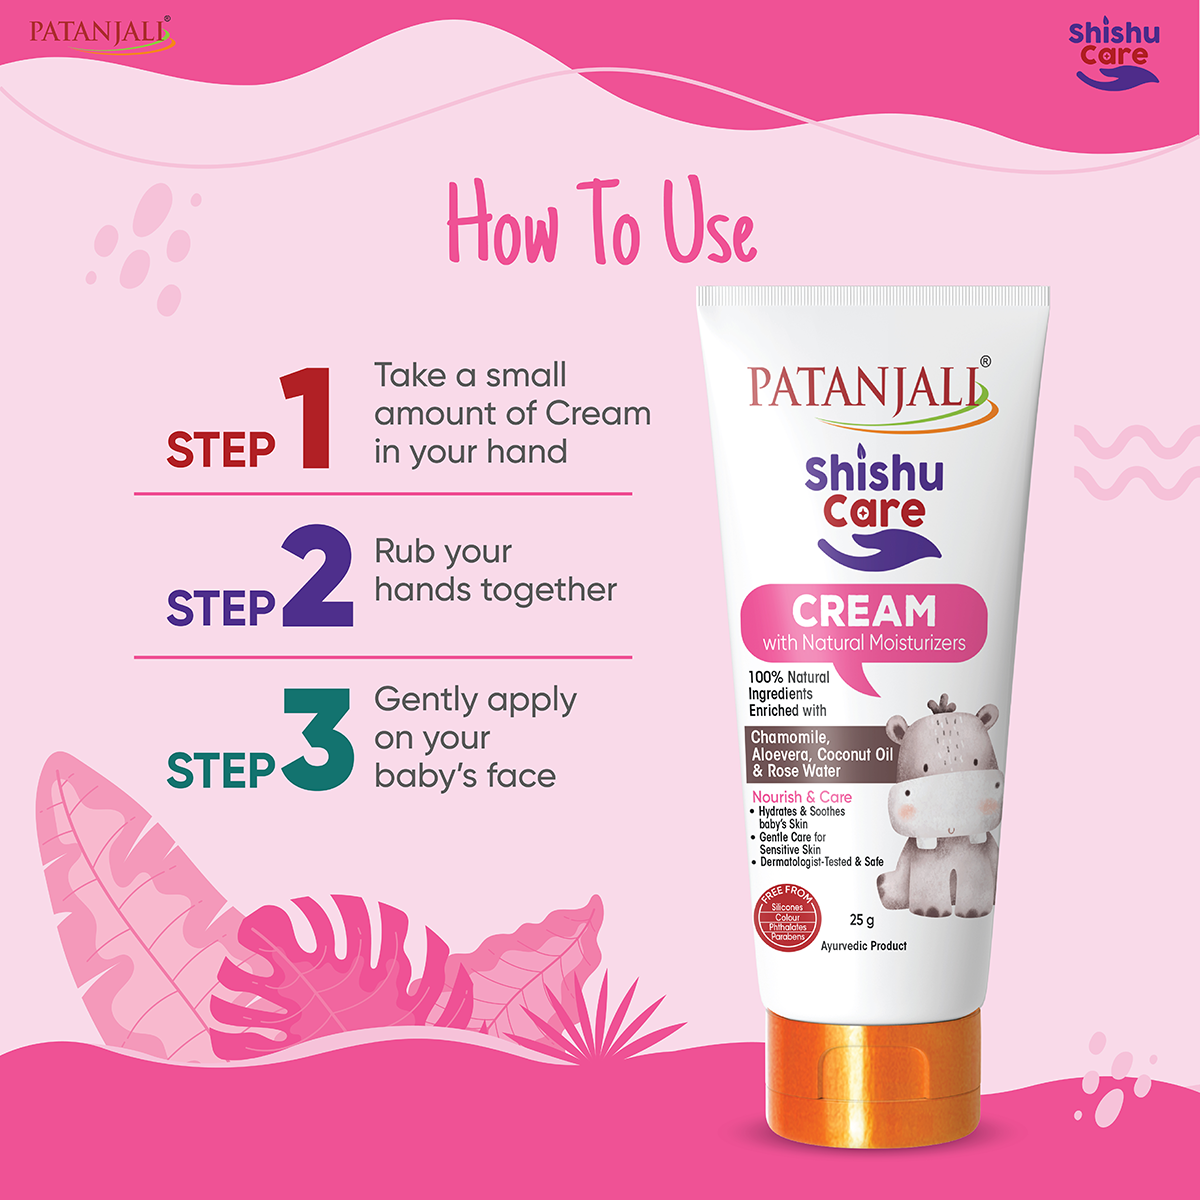 PATANJALI®
Shishu
Care
How To Use
STEP 1
Take a small
amount of Cream
in your hand
STEP 2
Rub your
hands together
STEP 3
Gently apply
on your
baby's face
PATANJALI®
Shishu
Care
CREAM
with Natural Moisturizers
100% Natural
Ingredients
Enriched with
Chamomile,
Aloevera, Coconut Oil
& Rose Water
Nourish & Care
• Hydrates & Soothes
baby's Skin
• Gentle Care for
Sensitive Skin
• Dermatologist-Tested & Safe
FREE FROM
Silicones
Colour
Phthalates
Parabens
25 g
Ayurvedic Product